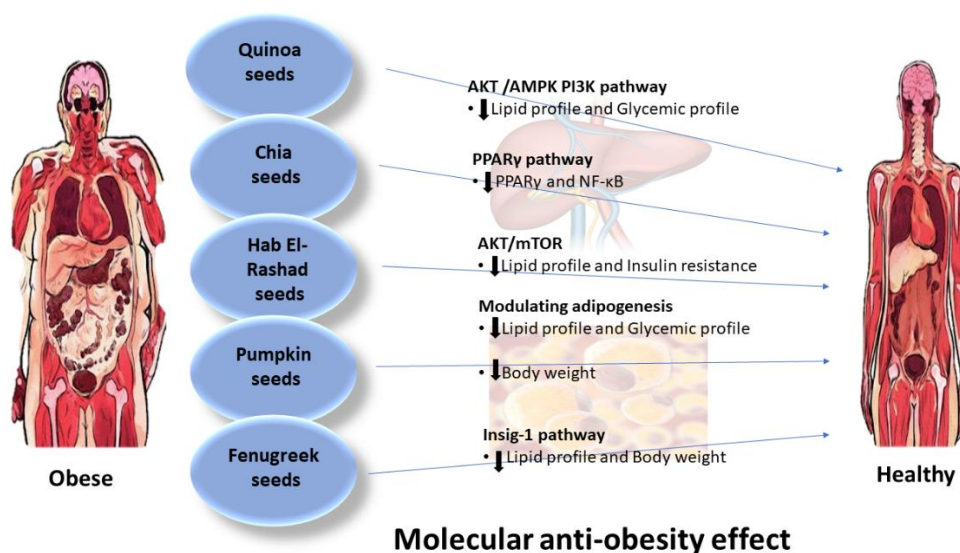 Quinoa
seeds
Chia
seeds
Hab El-
Rashad
seeds
Pumpkin
seeds
Fenugreek
seeds
AKT /AMPK PI3K pathway
• Lipid profile and Glycemic profile
PPARγ pathway
• PPARγ and NF-κB
AKT/mTOR
• Lipid profile and Insulin resistance
Modulating adipogenesis
• Lipid profile and Glycemic profile
• Body weight
Insig-1 pathway
• Lipid profile and Body weight
Obese
Healthy
Molecular anti-obesity effect